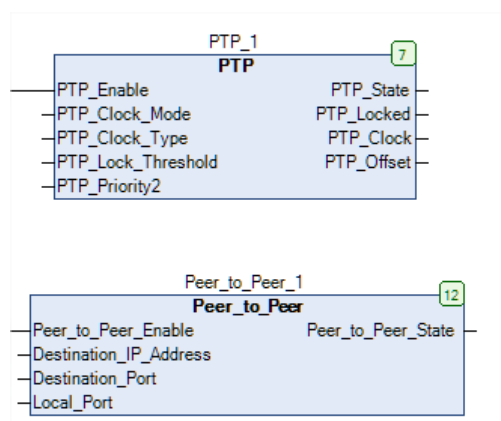 PTP_1
7
PTP
PTP_Enable PTP_State
PTP_Clock_Mode PTP_Locked
PTP_Clock_Type PTP_Clock
PTP_Lock_Threshold PTP_Offset
PTP_Priority2
Peer_to_Peer_1
12
Peer_to_Peer
Peer_to_Peer_Enable Peer_to_Peer_State
Destination_IP_Address
Destination_Port
Local_Port